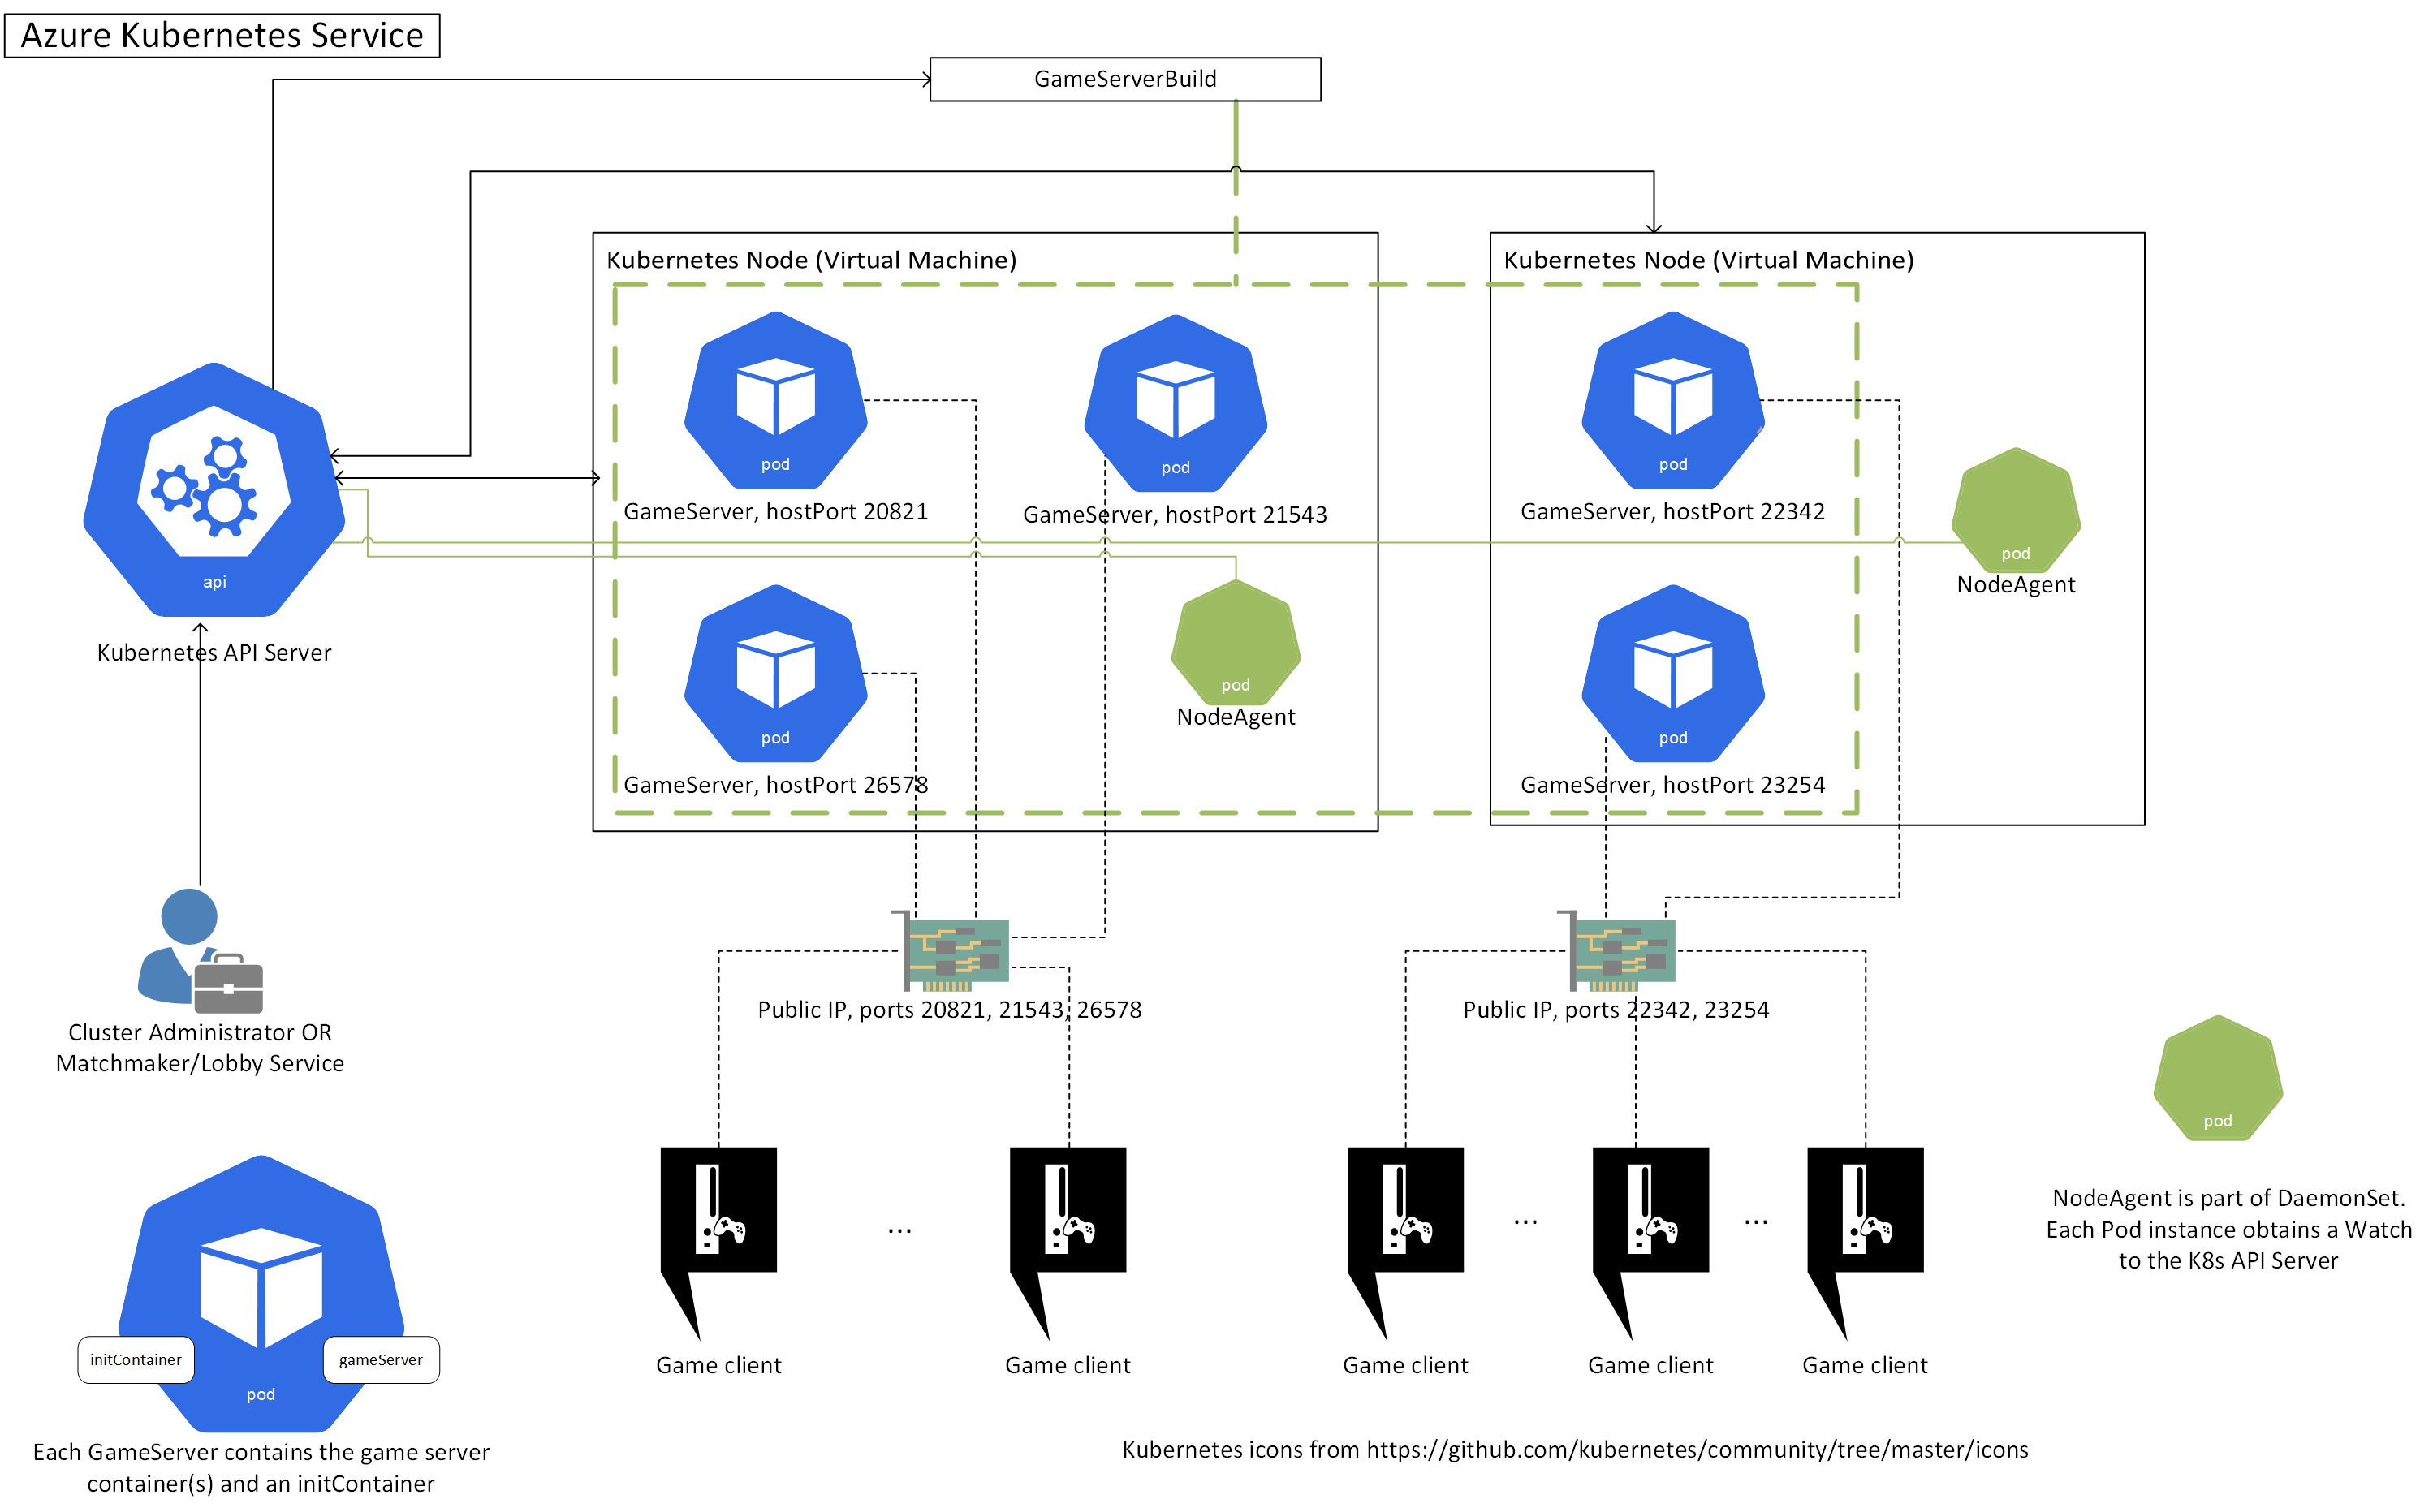 Azure Kubernetes Service
GameServerBuild
Kubernetes Node (Virtual Machine)
Kubernetes Node (Virtual Machine)
pod
GameServer, hostPort 20821
pod
GameServer, hostPort 21543
pod
GameServer, hostPort 22342
pod
NodeAgent
api
Kubernetes API Server
pod
GameServer, hostPort 26578
pod
NodeAgent
pod
GameServer, hostPort 23254
Cluster Administrator OR
Matchmaker/Lobby Service
Public IP, ports 20821, 21543, 26578
Public IP, ports 22342, 23254
pod
NodeAgent is part of DaemonSet.
Each Pod instance obtains a Watch
to the K8s API Server
...
...
...
Game client
Game client
Game client
Game client
Game client
initContainer
gameServer
pod
Each GameServer contains the game server
container(s) and an initContainer
Kubernetes icons from https://github.com/kubernetes/community/tree/master/icons